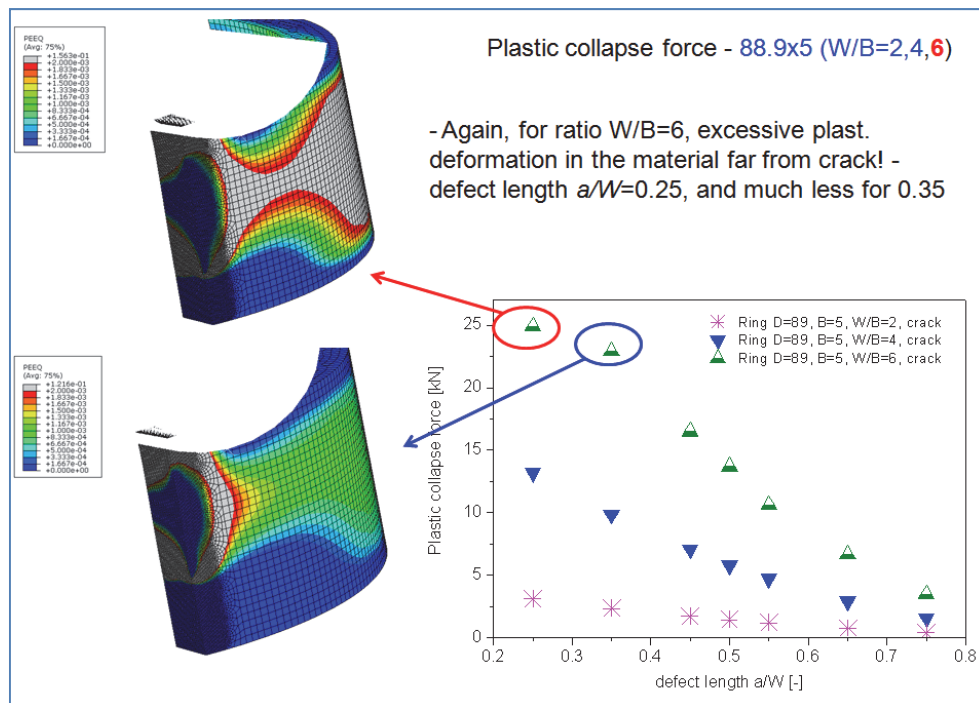 Plastic collapse force - 88.9x5 (W/B=2,4,6)
- Again, for ratio W/B=6, excessive plast.
deformation in the material far from crack! -
defect length a/W=0.25, and much less for 0.35
PEEQ
(Avg: 75%)
+1.563e-01
+2.000e-03
+1.833e-03
+1.667e-03
+1.500e-03
+1.333e-03
+1.167e-03
+1.000e-03
+8.333e-04
+6.667e-04
+5.000e-04
+3.333e-04
+1.667e-04
+0.000e+00
PEEQ
(Avg: 75%)
+1.216e-01
+2.000e-03
+1.833e-03
+1.667e-03
+1.500e-03
+1.333e-03
+1.167e-03
+1.000e-03
+8.333e-04
+6.667e-04
+5.000e-04
+3.333e-04
+1.667e-04
+0.000e+00
Ring D=89, B=5, W/B=2, crack
Ring D=89, B=5, W/B=4, crack
Ring D=89, B=5, W/B=6, crack
Plastic collapse force [kN]
25
20
15
10
5
0
0.2 0.3 0.4 0.5 0.6 0.7 0.8
defect length a/W [-]